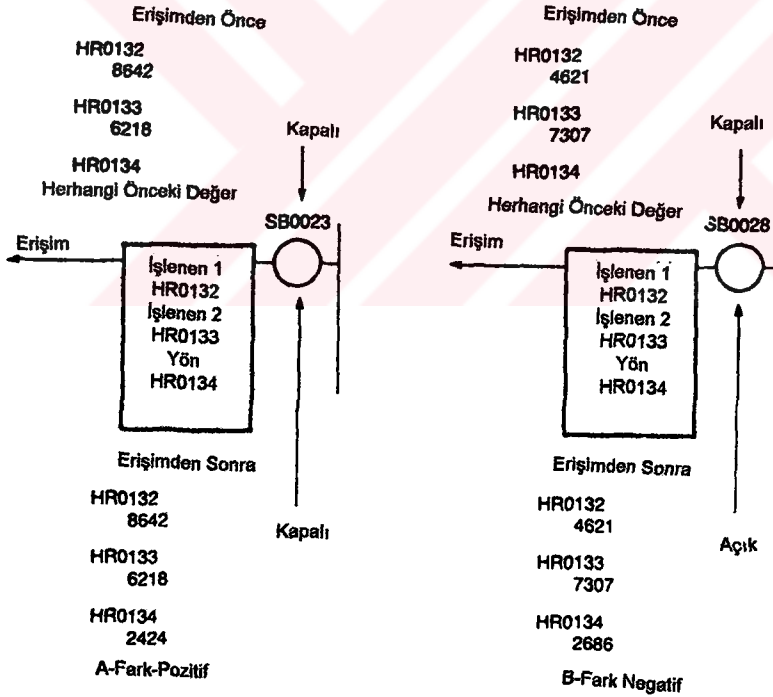 Erişimden Önce
HR0132
8642
HR0133
6218
HR0134
Herhangi Önceki Değer
Kapalı
SB0023
Erişim
İşlenen 1
HR0132
İşlenen 2
HR0133
Yön
HR0134
Erişimden Sonra
HR0132
8642
HR0133
6218
HR0134
2424
Kapalı
A-Fark-Pozitif
Erişimden Önce
HR0132
4621
HR0133
7307
HR0134
Herhangi Önceki Değer
Kapalı
SB0028
Erişim
İşlenen 1
HR0132
İşlenen 2
HR0133
Yön
HR0134
Erişimden Sonra
HR0132
4621
HR0133
7307
HR0134
2686
Açık
B-Fark Negatif